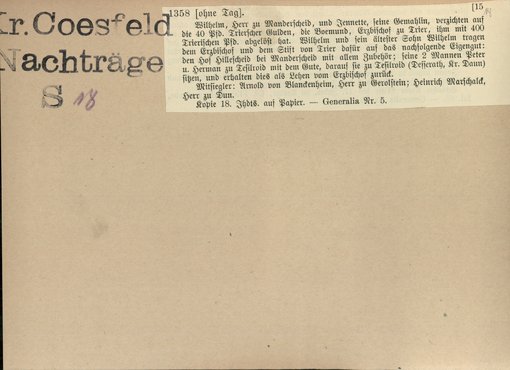 Kr. Coesfeld
Nachträge
S 18
1358 [ohne Tag]. [15
Wilhelm, Herr zu Manderscheid, und Jennette, seine Gemahlin, verzichten auf
die 40 Pfd. Trierscher Gulden, die Boemund, Erzbischof zu Trier, ihm mit 400
Trierischen Pfd. abgelöst hat. Wilhelm und sein ältester Sohn Wilhelm tragen
dem Erzbischof und dem Stift von Trier dafür auf das nachfolgende Eigengut:
den Hof Hillescheid bei Manderscheid mit allem Zubehör; seine 2 Mannen Peter
u. Herman zu Tesilroid mit dem Gute, darauf sie zu Tesilroid (Desserath, Kr. Daun)
sitzen, und erhalten dies als Lehen vom Erzbischof zurück.
Mitsiegler: Arnold von Blanckenheim, Herr zu Gerolstein; Heinrich Marschalck,
Herr zu Dun.
Kopie 18. Jhdts. auf Papier. — Generalia Nr. 5.